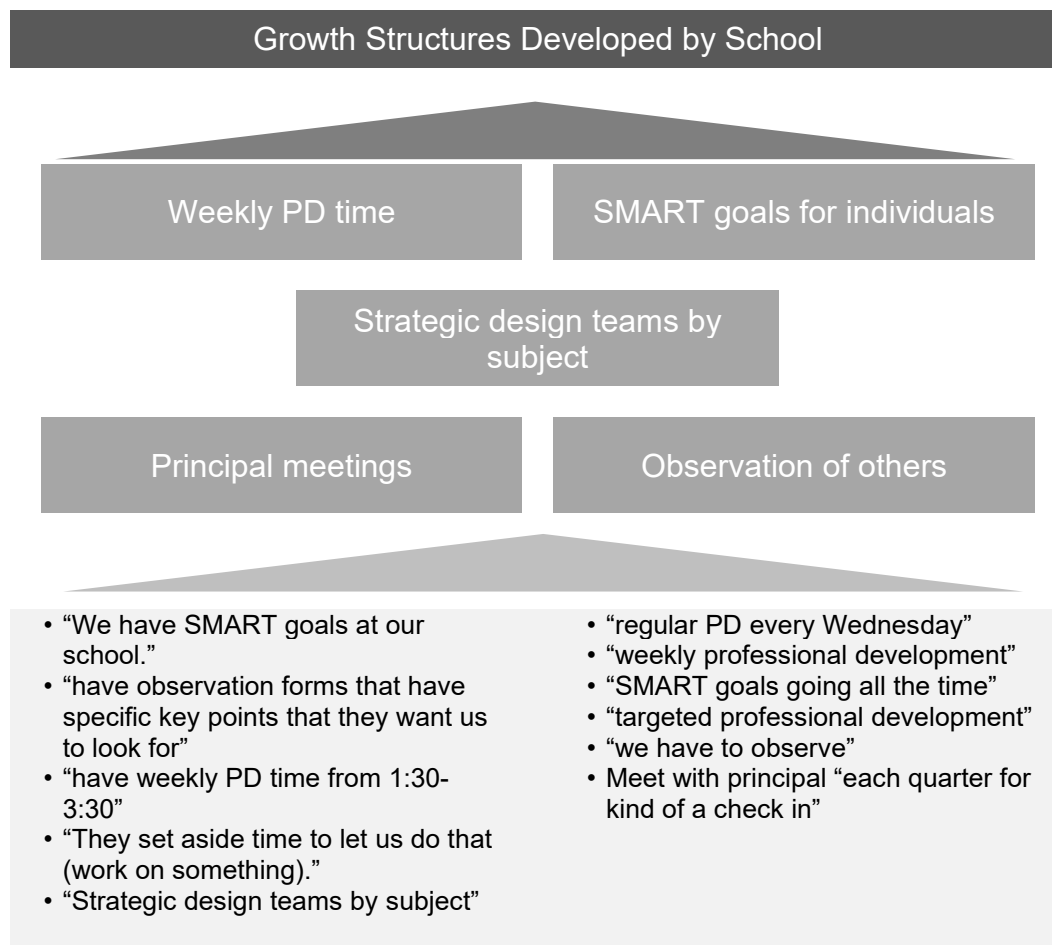 Growth Structures Developed by School
Weekly PD time
SMART goals for individuals
Strategic design teams by
subject
Principal meetings
Observation of others
• “We have SMART goals at our
school.”
• “have observation forms that have
specific key points that they want us
to look for”
• “have weekly PD time from 1:30-
3:30”
• “They set aside time to let us do that
(work on something).”
• “Strategic design teams by subject”
• “regular PD every Wednesday”
• “weekly professional development”
• “SMART goals going all the time”
• “targeted professional development”
• “we have to observe”
• Meet with principal “each quarter for
kind of a check in”